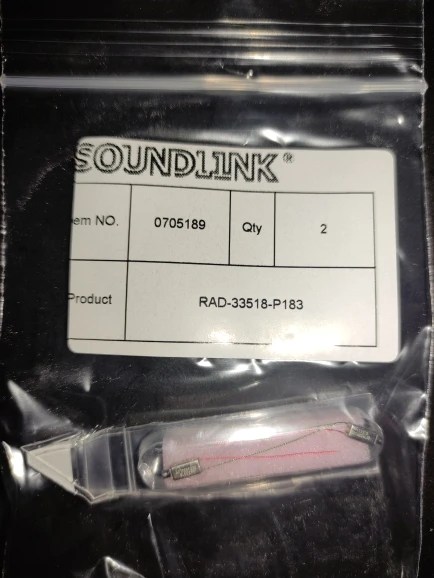 SOUNDLINK®
em NO. 0705189 Qty 2
Product RAD-33518-P183